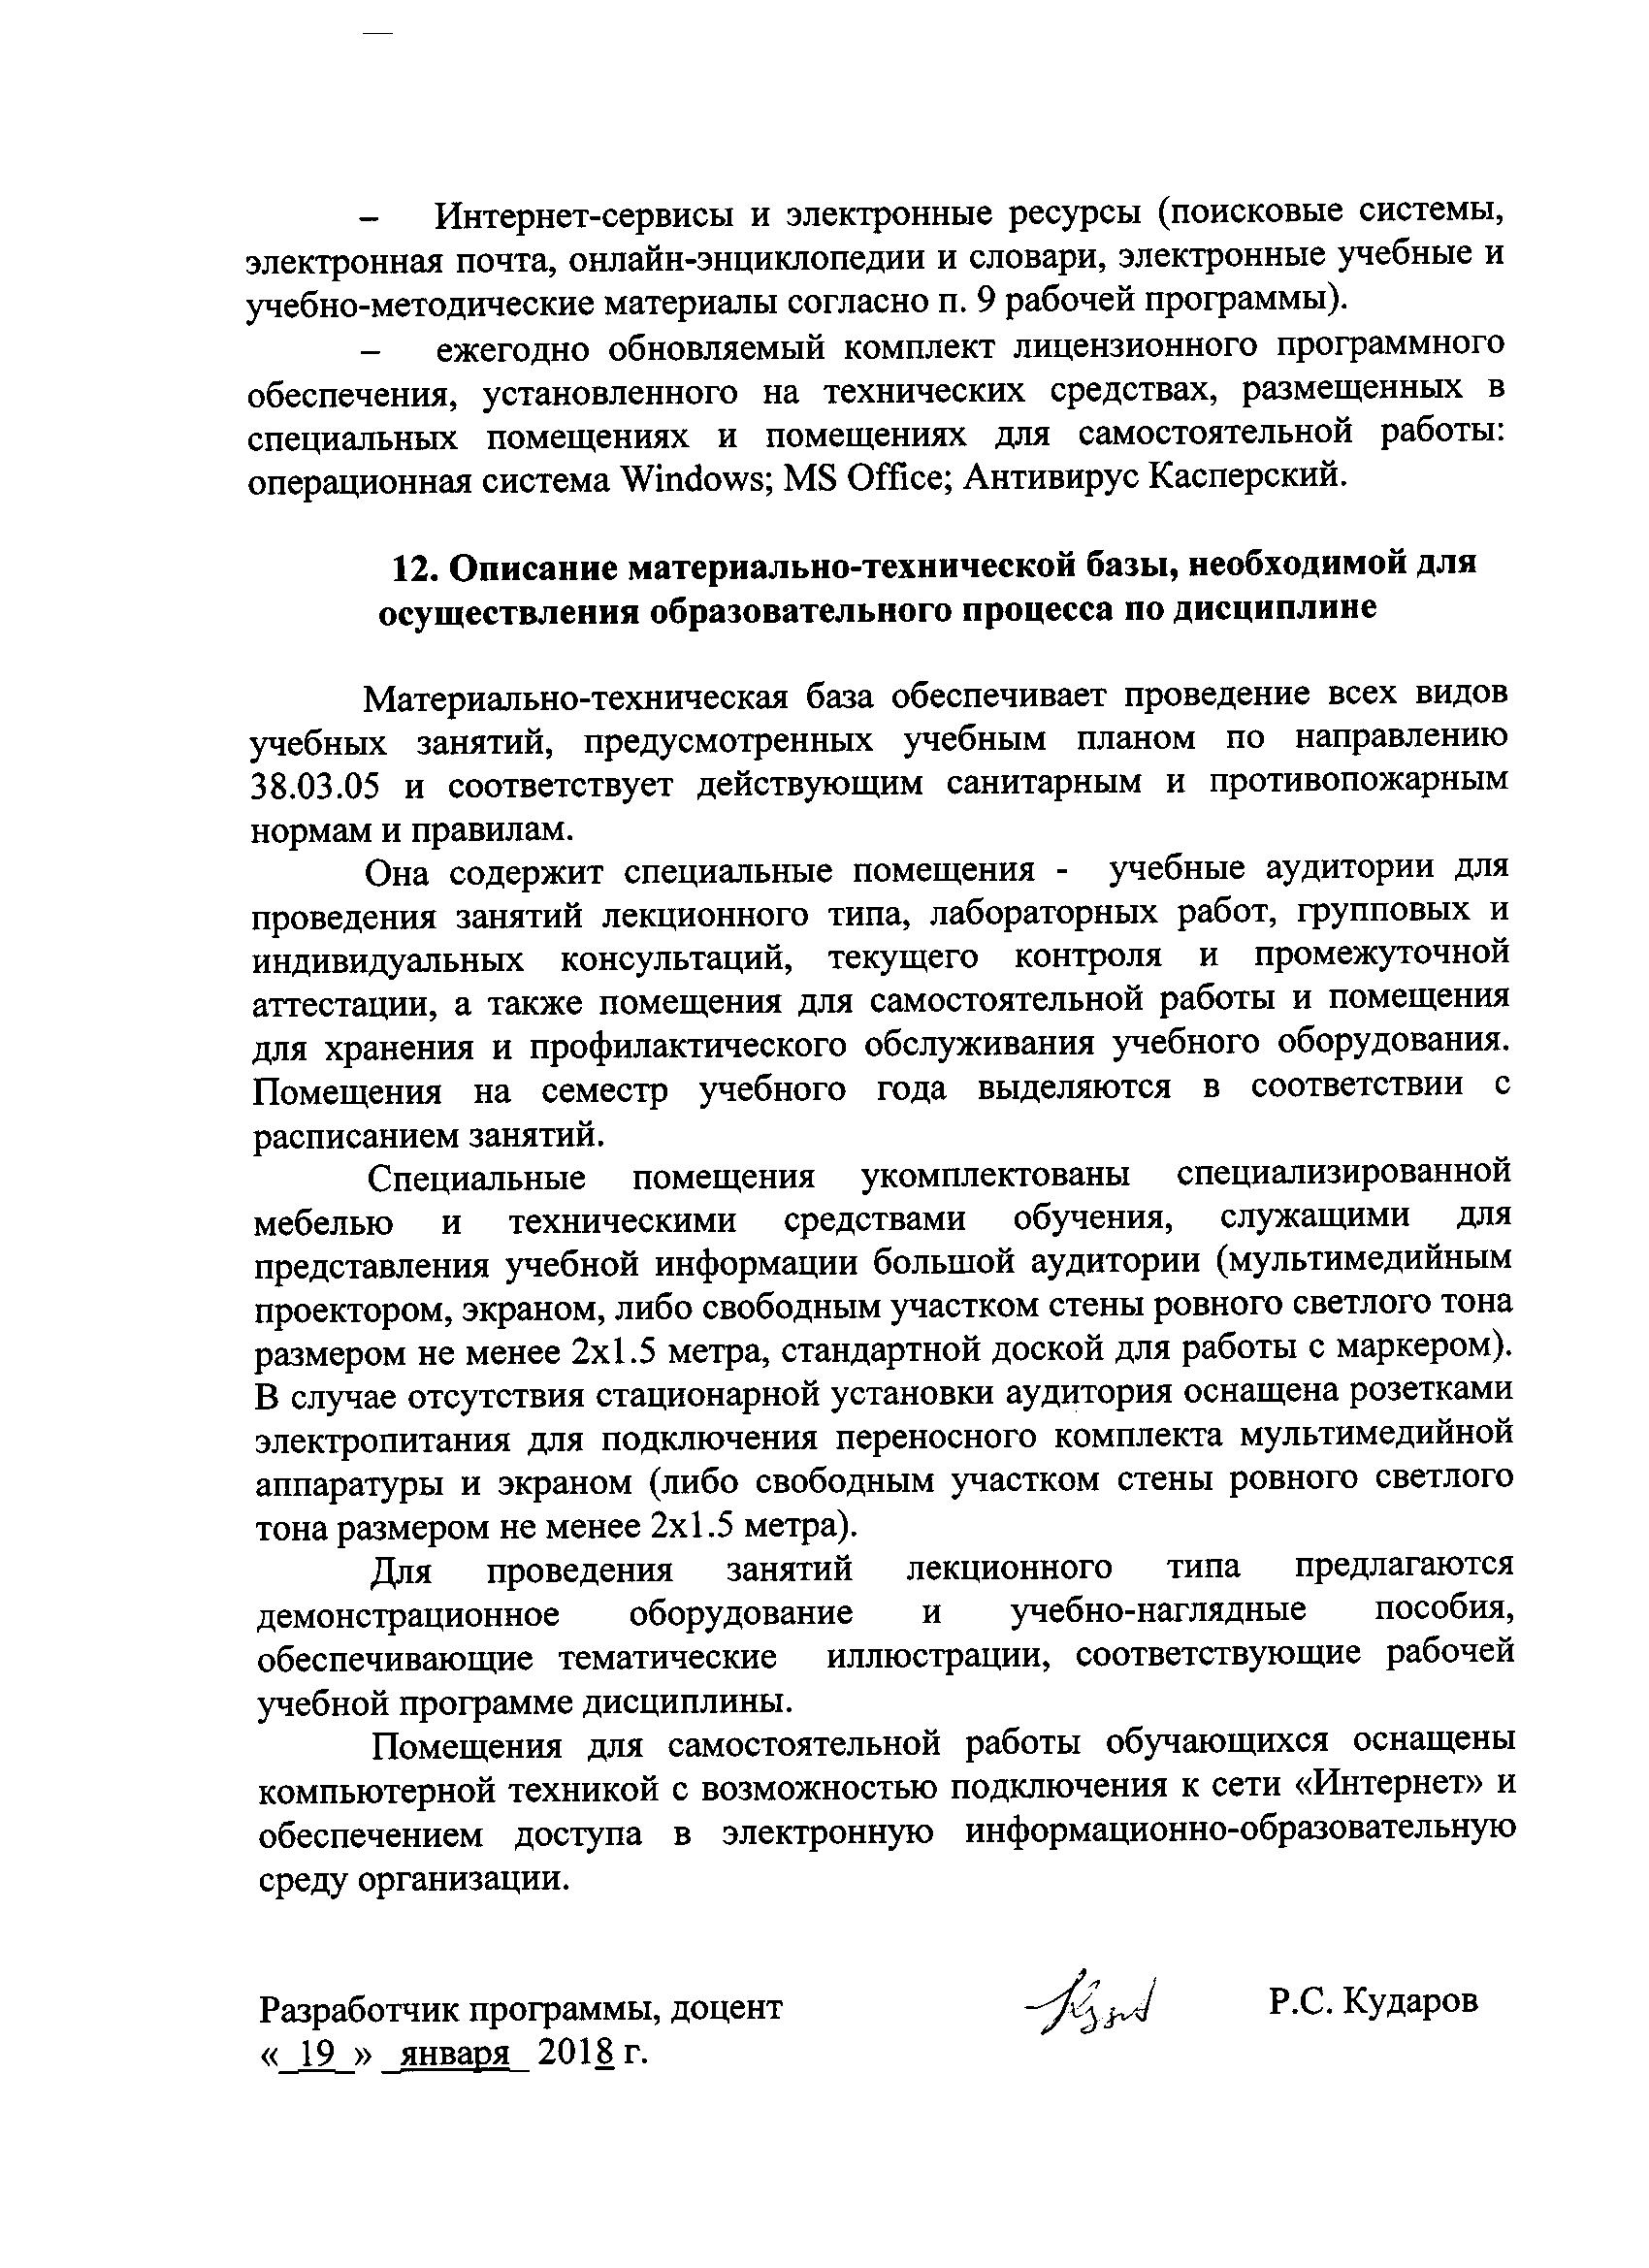 – Интернет-сервисы и электронные ресурсы (поисковые системы,
электронная почта, онлайн-энциклопедии и словари, электронные учебные и
учебно-методические материалы согласно п. 9 рабочей программы).
– ежегодно обновляемый комплект лицензионного программного
обеспечения, установленного на технических средствах, размещенных в
специальных помещениях и помещениях для самостоятельной работы:
операционная система Windows; MS Office; Антивирус Касперский.
12. Описание материально-технической базы, необходимой для
осуществления образовательного процесса по дисциплине
Материально-техническая база обеспечивает проведение всех видов
учебных занятий, предусмотренных учебным планом по направлению
38.03.05 и соответствует действующим санитарным и противопожарным
нормам и правилам.
Она содержит специальные помещения - учебные аудитории для
проведения занятий лекционного типа, лабораторных работ, групповых и
индивидуальных консультаций, текущего контроля и промежуточной
аттестации, а также помещения для самостоятельной работы и помещения
для хранения и профилактического обслуживания учебного оборудования.
Помещения на семестр учебного года выделяются в соответствии с
расписанием занятий.
Специальные помещения укомплектованы специализированной
мебелью и техническими средствами обучения, служащими для
представления учебной информации большой аудитории (мультимедийным
проектором, экраном, либо свободным участком стены ровного светлого тона
размером не менее 2х1.5 метра, стандартной доской для работы с маркером).
В случае отсутствия стационарной установки аудитория оснащена розетками
электропитания для подключения переносного комплекта мультимедийной
аппаратуры и экраном (либо свободным участком стены ровного светлого
тона размером не менее 2х1.5 метра).
Для проведения занятий лекционного типа предлагаются
демонстрационное оборудование и учебно-наглядные пособия,
обеспечивающие тематические иллюстрации, соответствующие рабочей
учебной программе дисциплины.
Помещения для самостоятельной работы обучающихся оснащены
компьютерной техникой с возможностью подключения к сети «Интернет» и
обеспечением доступа в электронную информационно-образовательную
среду организации.
Разработчик программы, доцент Р.С. Кударов
«_19_» _января_ 2018 г.